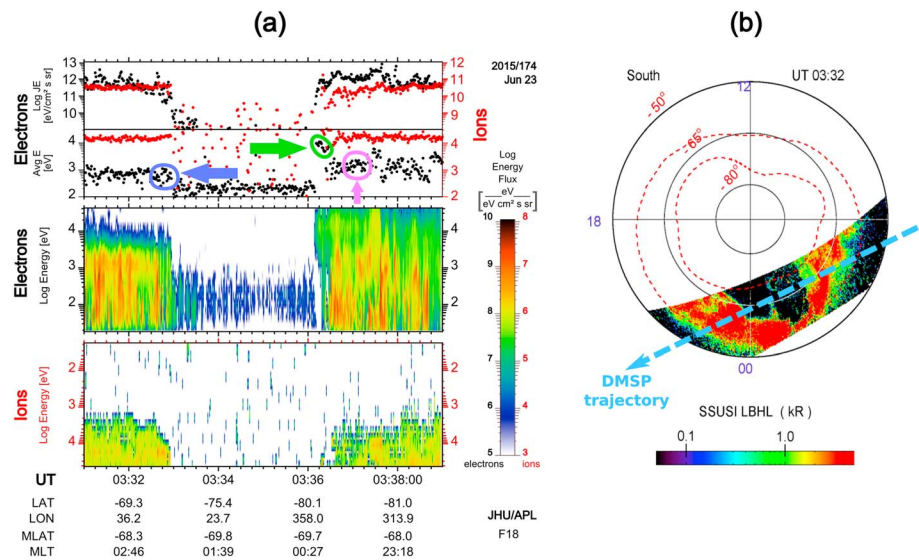 (a)
(b)
2015/174
Jun 23
13
12
11
10
Log JE
[eV/cm² s sr]
12
11
10
9
8
7
6
Electrons
Ions
4
3
2
Avg E
[eV]
4
3
2
Log
Energy
Flux
eV
[eV cm² s sr]
10 8
9 7
8 6
7 5
6 4
5 3
electrons ions
Electrons
Log Energy [eV]
4
3
2
Ions
Log Energy [eV]
2
3
4
UT 03:32 03:34 03:36 03:38:00
LAT -69.3 -75.4 -80.1 -81.0
LON 36.2 23.7 358.0 313.9
MLAT -68.3 -69.8 -69.7 -68.0
MLT 02:46 01:39 00:27 23:18
JHU/APL
F18
South UT 03:32
12
-50°
-65°
-80°
18
00
DMSP
trajectory
SSUSI LBHL ( kR )
0.1 1.0